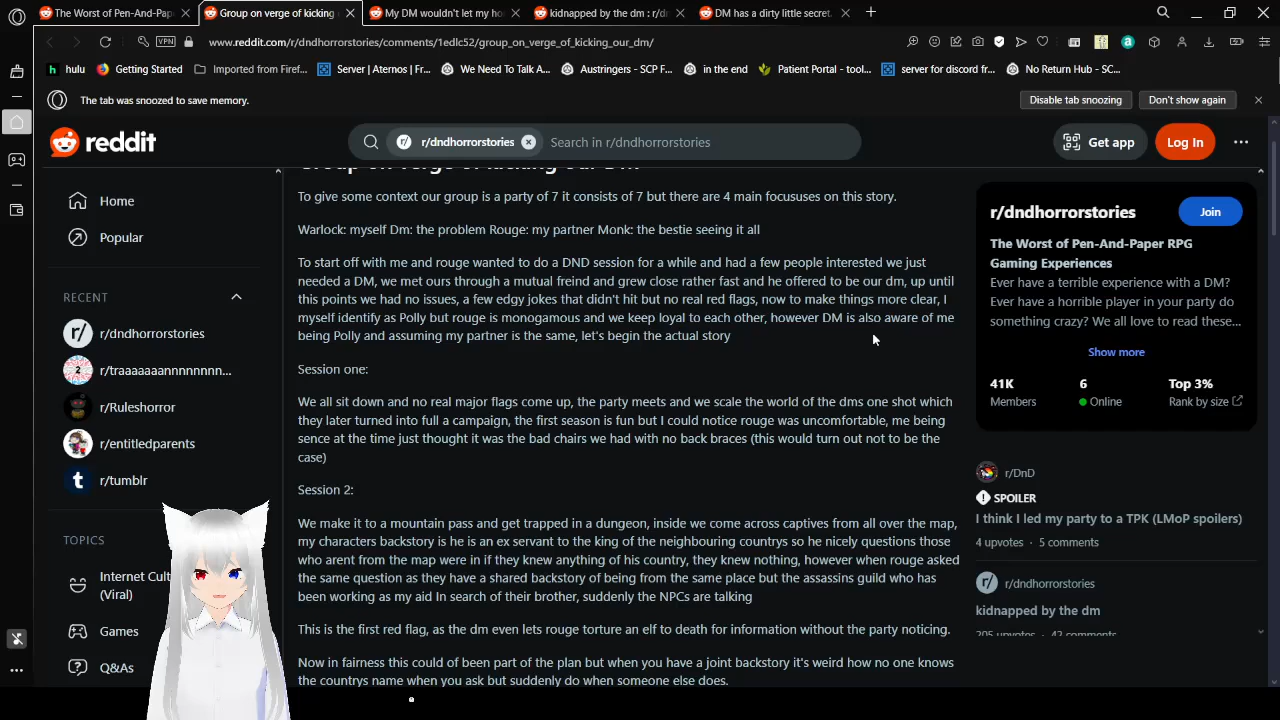 The Worst of Pen-And-Paper
Group on verge of kicking
My DM wouldn't let my ho
kidnapped by the dm : r/d
DM has a dirty little secret
VPN
www.reddit.com/r/dndhorrorstories/comments/1edlc52/group_on_verge_of_kicking_our_dm/
hulu
Getting Started
Imported from Firef...
Server | Aternos | Fr...
We Need To Talk A...
Austringers - SCP F...
in the end
Patient Portal - tool...
server for discord fr...
No Return Hub - SC...
The tab was snoozed to save memory.
Disable tab snoozing
Don't show again
reddit
r/dndhorrorstories
Search in r/dndhorrorstories
Get app
Log In
Group on verge of kicking our Dm
Home
Popular
RECENT
r/dndhorrorstories
r/traaaaaaannnnnnnnn...
r/Ruleshorror
r/entitledparents
r/tumblr
TOPICS
Internet Cult
(Viral)
Games
Q&As
To give some context our group is a party of 7 it consists of 7 but there are 4 main focususes on this story.
Warlock: myself Dm: the problem Rouge: my partner Monk: the bestie seeing it all
To start off with me and rouge wanted to do a DND session for a while and had a few people interested we just
needed a DM, we met ours through a mutual freind and grew close rather fast and he offered to be our dm, up until
this points we had no issues, a few edgy jokes that didn't hit but no real red flags, now to make things more clear, I
myself identify as Polly but rouge is monogamous and we keep loyal to each other, however DM is also aware of me
being Polly and assuming my partner is the same, let's begin the actual story
Session one:
We all sit down and no real major flags come up, the party meets and we scale the world of the dms one shot which
they later turned into full a campaign, the first season is fun but I could notice rouge was uncomfortable, me being
sence at the time just thought it was the bad chairs we had with no back braces (this would turn out not to be the
case)
Session 2:
We make it to a mountain pass and get trapped in a dungeon, inside we come across captives from all over the map,
my characters backstory is he is an ex servant to the king of the neighbouring countrys so he nicely questions those
who arent from the map were in if they knew anything of his country, they knew nothing, however when rouge asked
the same question as they have a shared backstory of being from the same place but the assassins guild who has
been working as my aid In search of their brother, suddenly the NPCs are talking
This is the first red flag, as the dm even lets rouge torture an elf to death for information without the party noticing.
Now in fairness this could of been part of the plan but when you have a joint backstory it's weird how no one knows
the countrys name when you ask but suddenly do when someone else does.
r/dndhorrorstories
Join
The Worst of Pen-And-Paper RPG
Gaming Experiences
Ever have a terrible experience with a DM?
Ever have a horrible player in your party do
something crazy? We all love to read these...
Show more
41K
Members
6
Online
Top 3%
Rank by size
r/DnD
SPOILER
I think I led my party to a TPK (LMoP spoilers)
4 upvotes · 5 comments
r/dndhorrorstories
kidnapped by the dm
205 upvotes · 42 comments